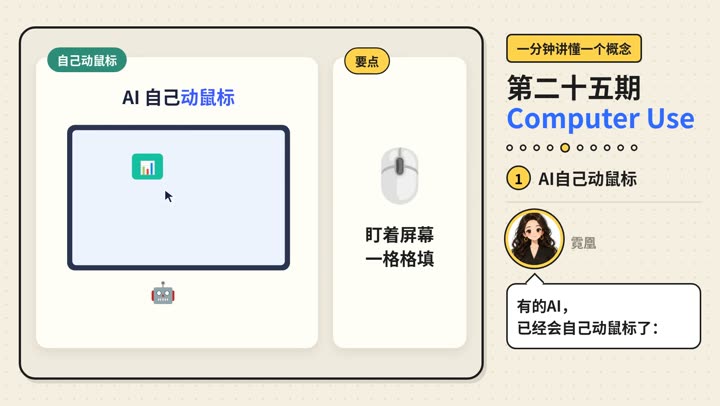 自己动鼠标
AI 自己动鼠标
要点
盯着屏幕
一格格填
一分钟讲懂一个概念
第二十五期
Computer Use
1
AI自己动鼠标
霓凰
有的AI，
已经会自己动鼠标了：